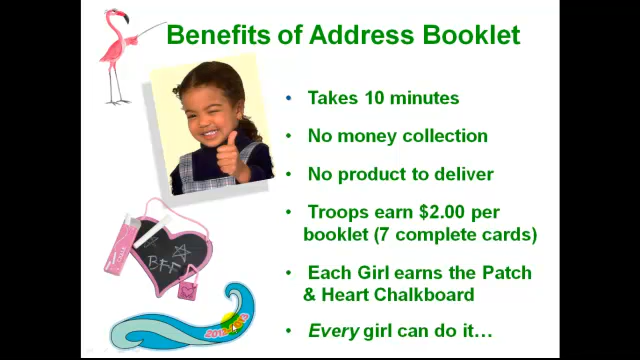 Benefits of Address Booklet
• Takes 10 minutes
• No money collection
• No product to deliver
• Troops earn $2.00 per
booklet (7 complete cards)
• Each Girl earns the Patch
& Heart Chalkboard
• Every girl can do it…
BFF